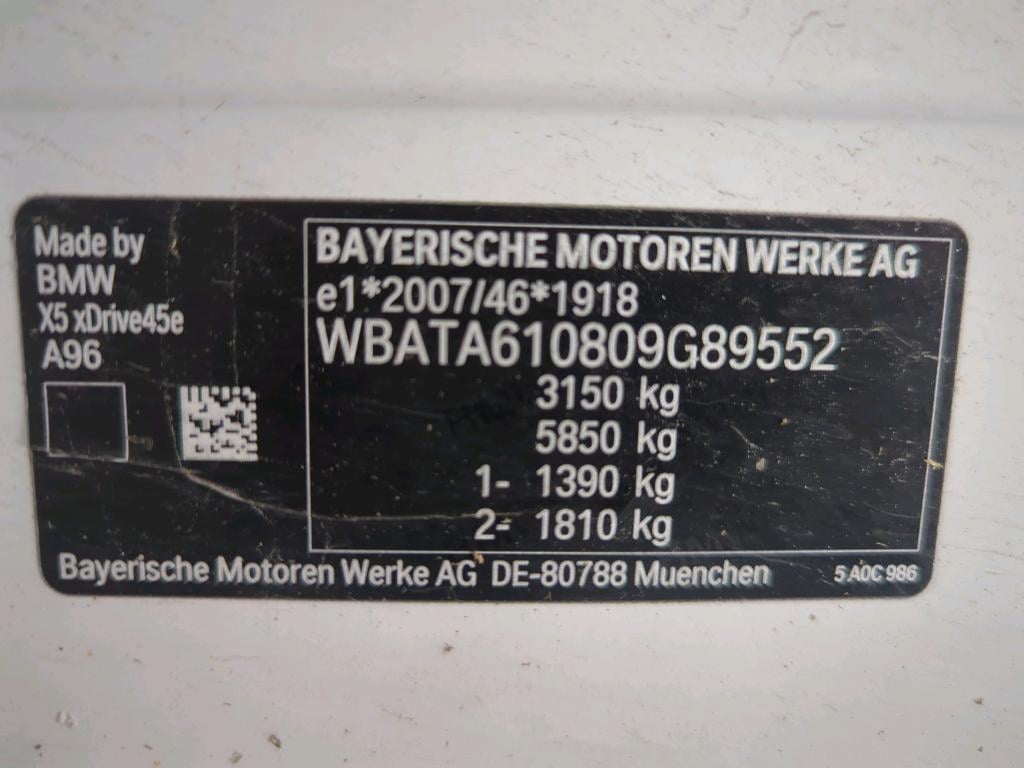 Made by
BMW
X5 xDrive45e
A96
BAYERISCHE MOTOREN WERKE AG
e1*2007/46*1918
WBATA610809G89552
3150 kg
5850 kg
1- 1390 kg
2- 1810 kg
Bayerische Motoren Werke AG DE-80788 Muenchen
5 A0C 986